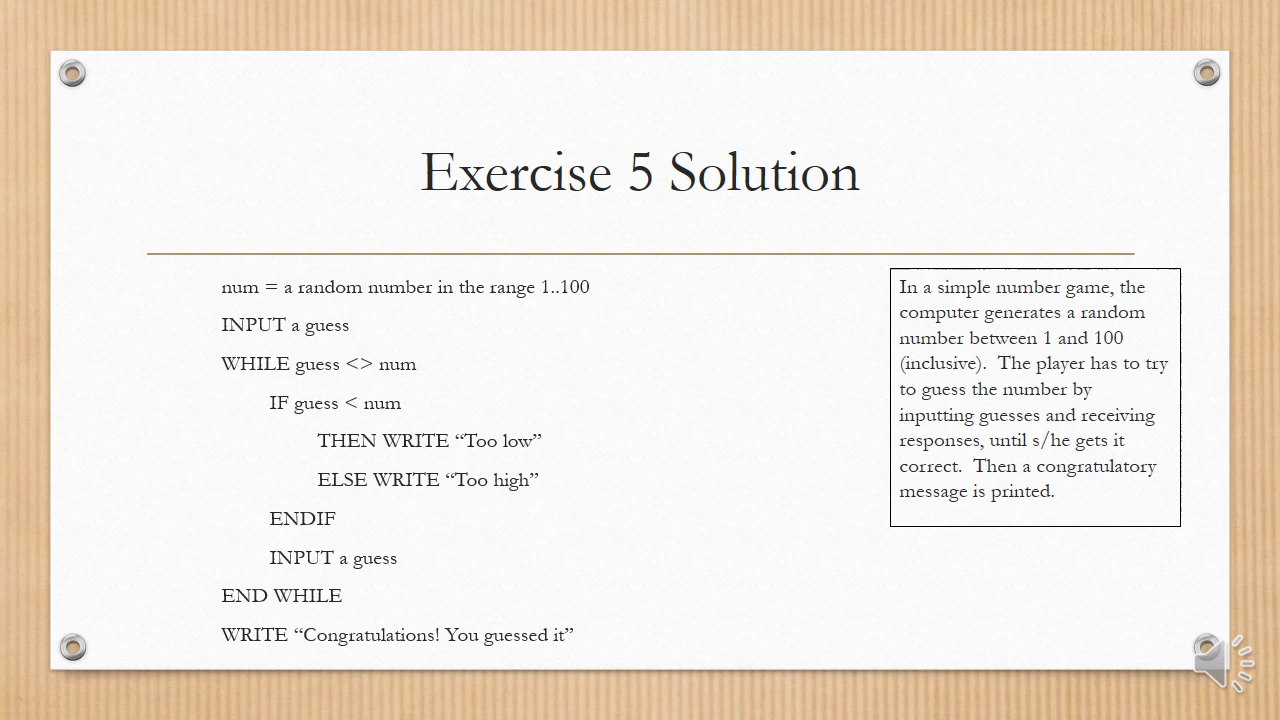 Exercise 5 Solution
num = a random number in the range 1..100
INPUT a guess
WHILE guess <> num
IF guess < num
THEN WRITE “Too low”
ELSE WRITE “Too high”
ENDIF
INPUT a guess
END WHILE
WRITE “Congratulations! You guessed it”
In a simple number game, the
computer generates a random
number between 1 and 100
(inclusive).  The player has to try
to guess the number by
inputting guesses and receiving
responses, until s/he gets it
correct.  Then a congratulatory
message is printed.